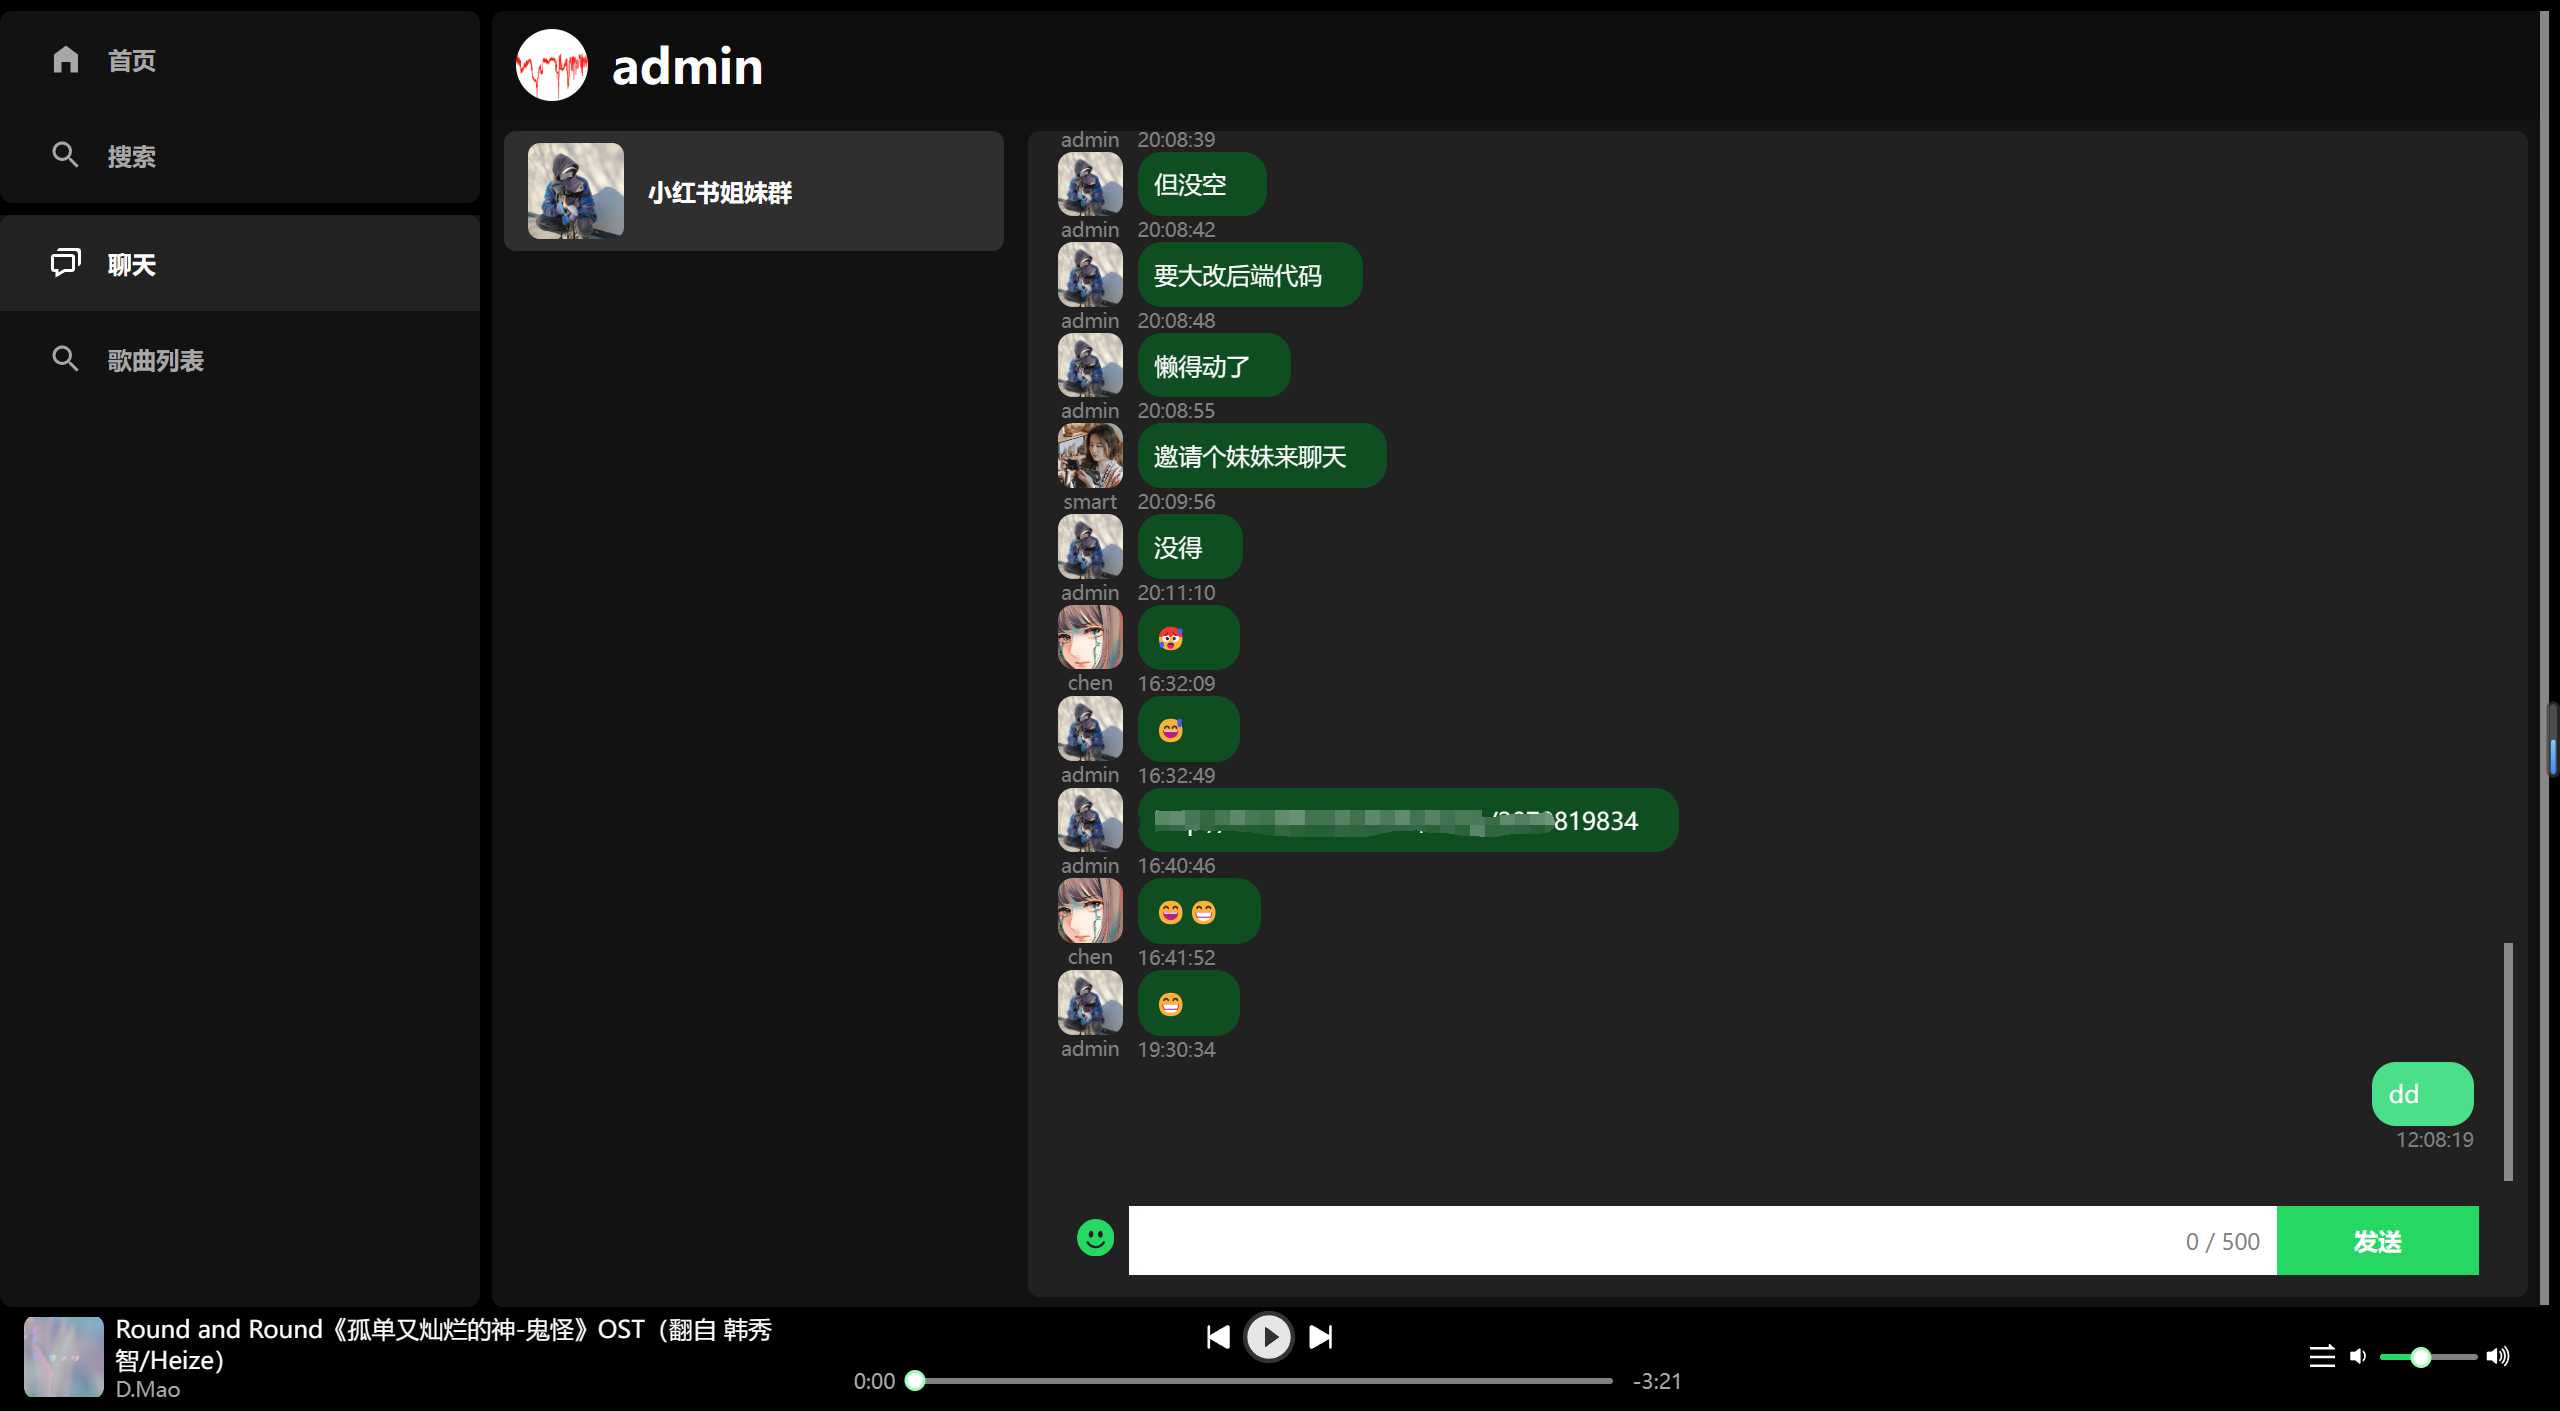 首页
搜索
聊天
歌曲列表
admin
小红书姐妹群
admin 20:08:39
但没空
admin 20:08:42
要大改后端代码
admin 20:08:48
懒得动了
admin 20:08:55
邀请个妹妹来聊天
smart 20:09:56
没得
admin 20:11:10
🥵
chen 16:32:09
😅
admin 16:32:49
819834
admin 16:40:46
😄 😁
chen 16:41:52
😁
admin 19:30:34
dd
12:08:19
0 / 500
发送
Round and Round《孤单又灿烂的神-鬼怪》OST（翻自 韩秀
智/Heize）
D.Mao
0:00
-3:21